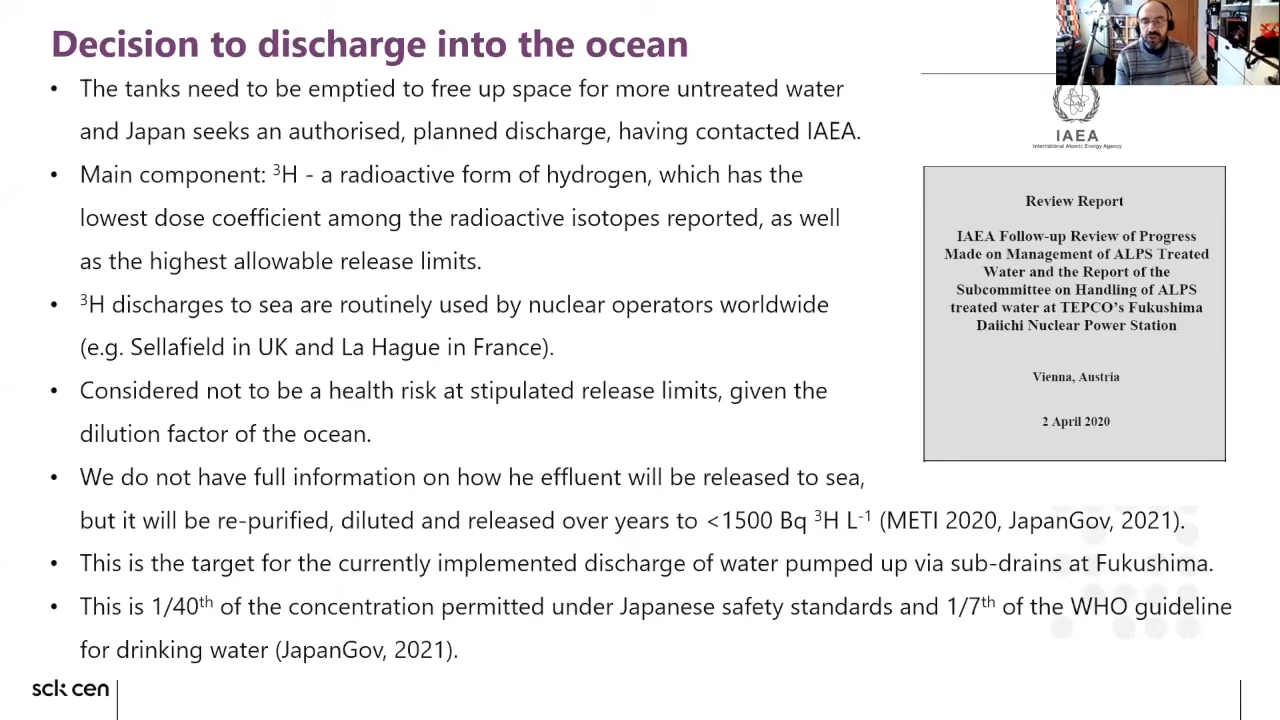 Decision to discharge into the ocean
• The tanks need to be emptied to free up space for more untreated water
and Japan seeks an authorised, planned discharge, having contacted IAEA.
• Main component: ³H - a radioactive form of hydrogen, which has the
lowest dose coefficient among the radioactive isotopes reported, as well
as the highest allowable release limits.
• ³H discharges to sea are routinely used by nuclear operators worldwide
(e.g. Sellafield in UK and La Hague in France).
• Considered not to be a health risk at stipulated release limits, given the
dilution factor of the ocean.
• We do not have full information on how he effluent will be released to sea,
but it will be re-purified, diluted and released over years to <1500 Bq ³H L⁻¹ (METI 2020, JapanGov, 2021).
• This is the target for the currently implemented discharge of water pumped up via sub-drains at Fukushima.
• This is 1/40ᵗʰ of the concentration permitted under Japanese safety standards and 1/7ᵗʰ of the WHO guideline
for drinking water (JapanGov, 2021).
IAEA
International Atomic Energy Agency
Review Report
IAEA Follow-up Review of Progress
Made on Management of ALPS Treated
Water and the Report of the
Subcommittee on Handling of ALPS
treated water at TEPCO's Fukushima
Daiichi Nuclear Power Station
Vienna, Austria
2 April 2020
sck cen